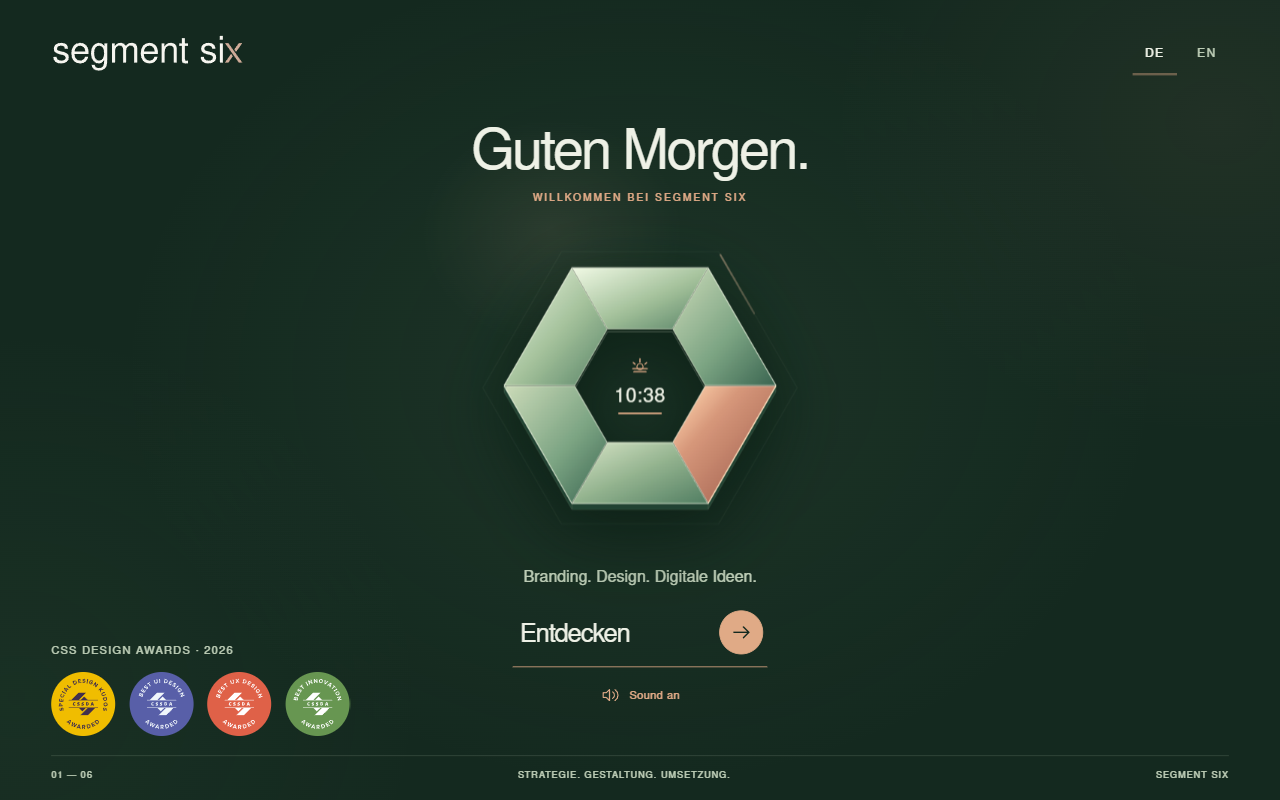 segment six
DE
EN
Guten Morgen.
WILLKOMMEN BEI SEGMENT SIX
10:38
Branding. Design. Digitale Ideen.
Entdecken
Sound an
CSS DESIGN AWARDS · 2026
SPECIAL DESIGN KUDOS
CSSDA
AWARDED
BEST UI DESIGN
CSSDA
AWARDED
BEST UX DESIGN
CSSDA
AWARDED
BEST INNOVATION
CSSDA
AWARDED
01 — 06
STRATEGIE. GESTALTUNG. UMSETZUNG.
SEGMENT SIX